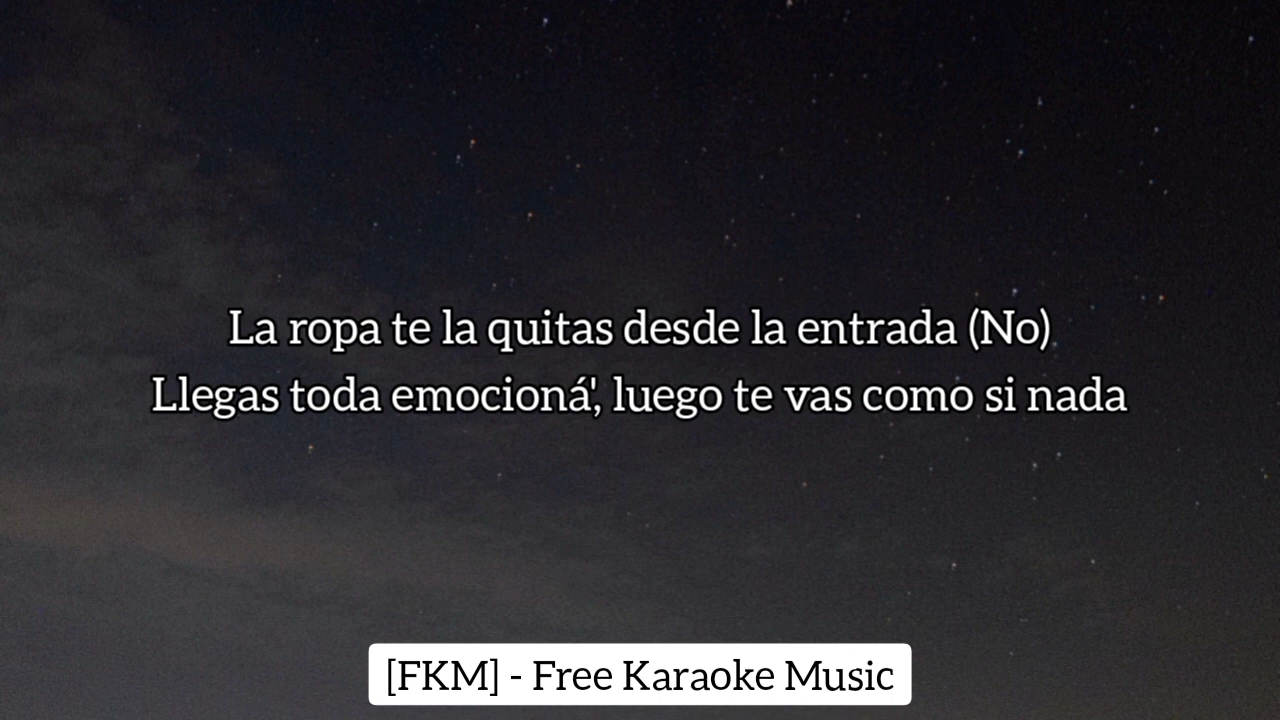 La ropa te la quitas desde la entrada (No)
Llegas toda emocioná', luego te vas como si nada
[FKM] - Free Karaoke Music